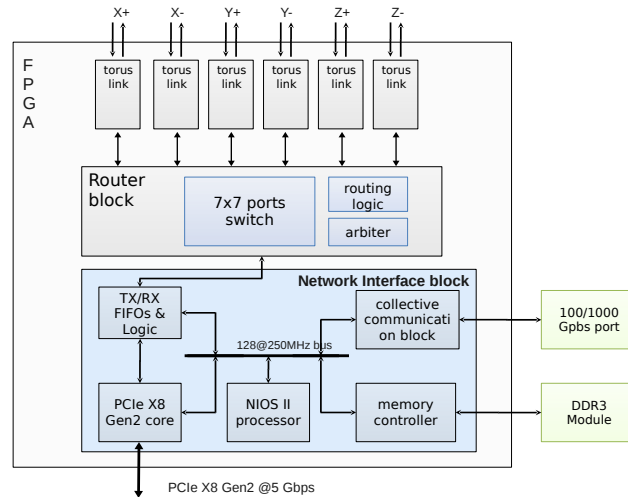 X+ X- Y+ Y- Z+ Z-
F
P
G
A
torus
link
torus
link
torus
link
torus
link
torus
link
torus
link
Router
block
7x7 ports
switch
routing
logic
arbiter
Network Interface block
TX/RX
FIFOs &
Logic
collective
communicati
on block
100/1000
Gpbs port
128@250MHz bus
PCIe X8
Gen2 core
NIOS II
processor
memory
controller
DDR3
Module
PCIe X8 Gen2 @5 Gbps